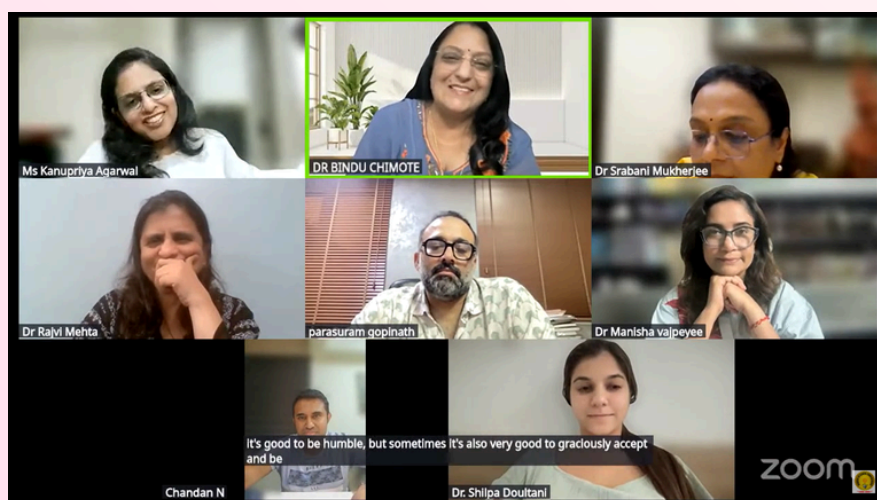 Ms Kanupriya Agarwal
DR BINDU CHIMOTE
Dr Srabani Mukherjee
Dr Rajvi Mehta
parasuram gopinath
Dr Manisha vajpeyee
it's good to be humble, but sometimes it's also very good to graciously accept
and be
Chandan N
Dr. Shilpa Doultani
zoom